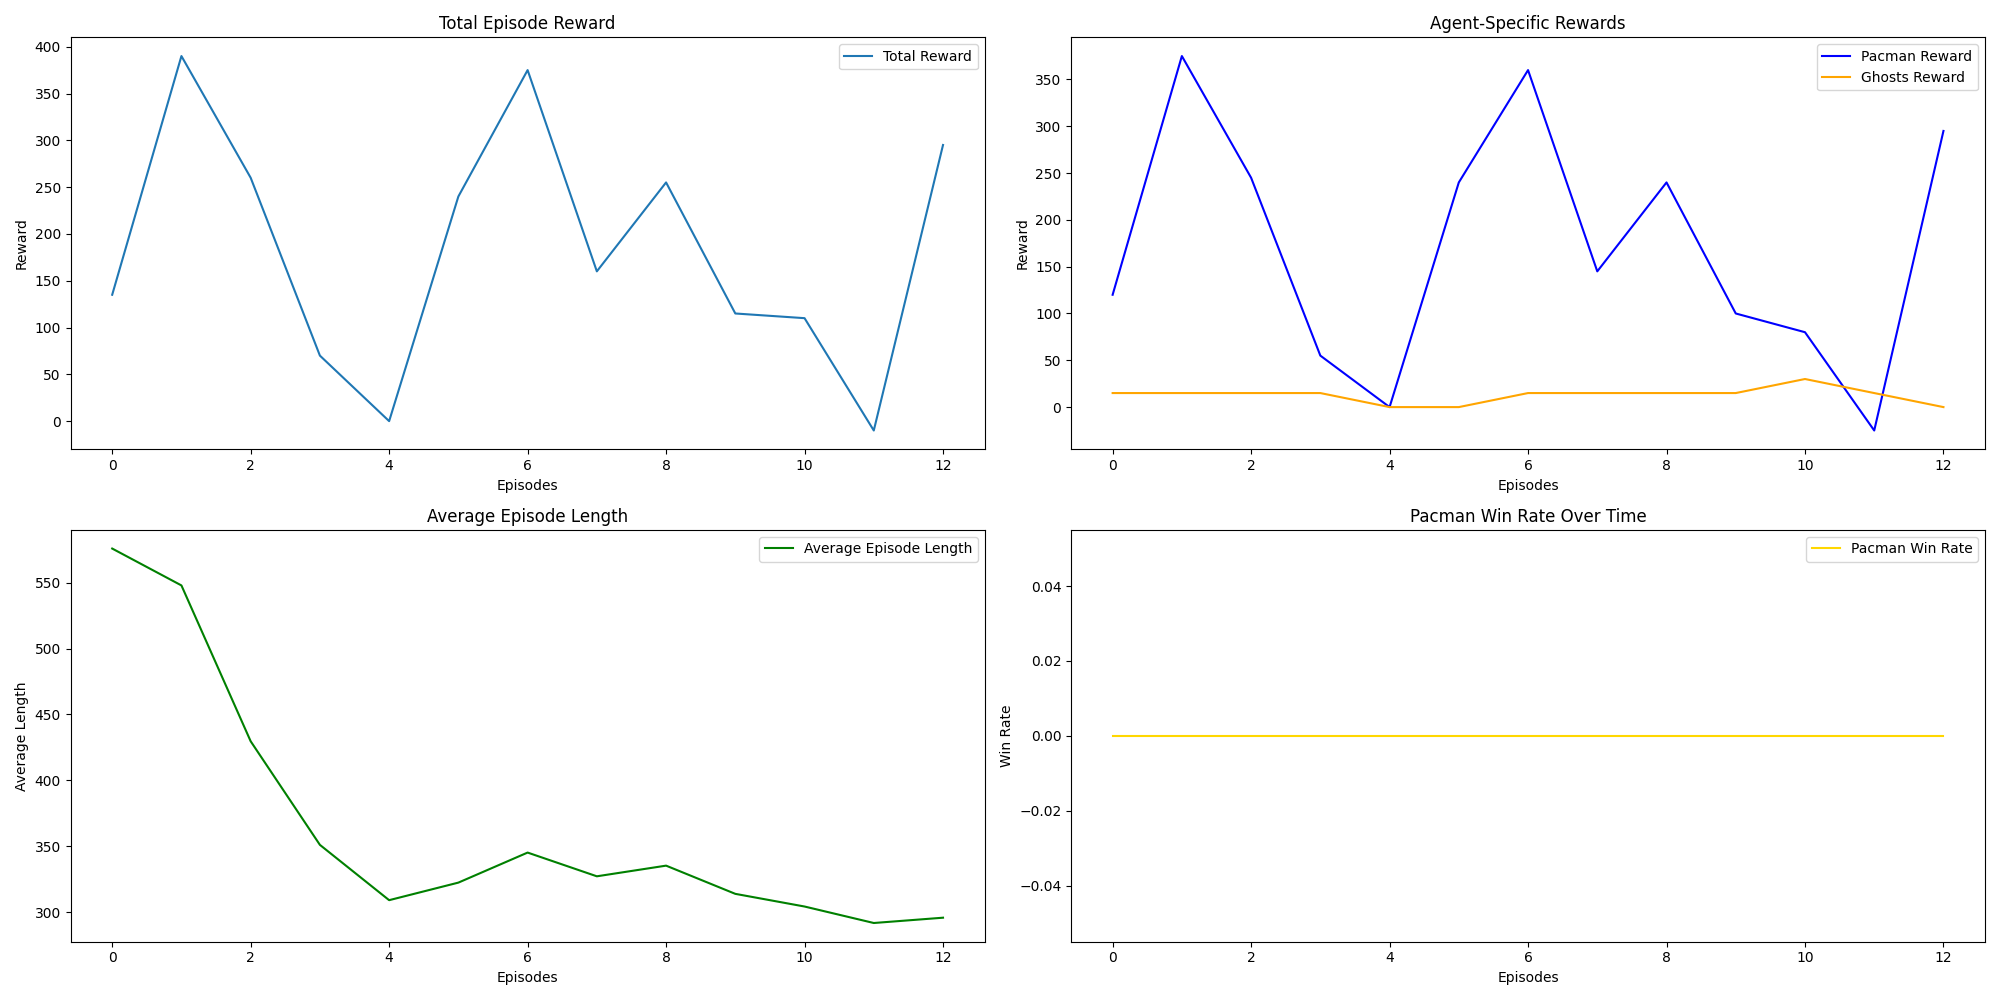 Total Episode Reward
Total Reward
400
350
300
250
200
150
100
50
0
Reward
0 2 4 6 8 10 12
Episodes
Agent-Specific Rewards
Pacman Reward
Ghosts Reward
350
300
250
200
150
100
50
0
Reward
0 2 4 6 8 10 12
Episodes
Average Episode Length
Average Episode Length
550
500
450
400
350
300
Average Length
0 2 4 6 8 10 12
Episodes
Pacman Win Rate Over Time
Pacman Win Rate
0.04
0.02
0.00
−0.02
−0.04
Win Rate
0 2 4 6 8 10 12
Episodes